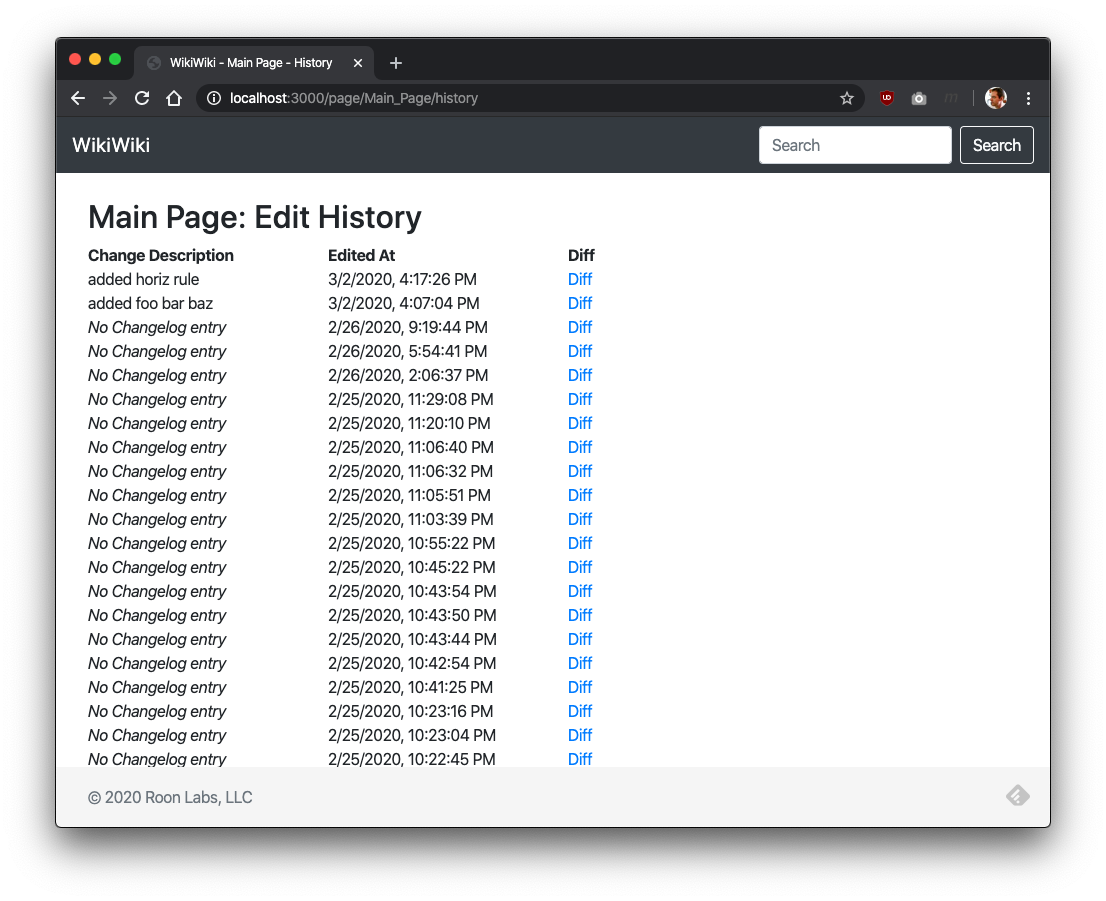 WikiWiki - Main Page - History
localhost:3000/page/Main_Page/history
WikiWiki Search Search
Main Page: Edit History
Change Description Edited At Diff
added horiz rule 3/2/2020, 4:17:26 PM Diff
added foo bar baz 3/2/2020, 4:07:04 PM Diff
No Changelog entry 2/26/2020, 9:19:44 PM Diff
No Changelog entry 2/26/2020, 5:54:41 PM Diff
No Changelog entry 2/26/2020, 2:06:37 PM Diff
No Changelog entry 2/25/2020, 11:29:08 PM Diff
No Changelog entry 2/25/2020, 11:20:10 PM Diff
No Changelog entry 2/25/2020, 11:06:40 PM Diff
No Changelog entry 2/25/2020, 11:06:32 PM Diff
No Changelog entry 2/25/2020, 11:05:51 PM Diff
No Changelog entry 2/25/2020, 11:03:39 PM Diff
No Changelog entry 2/25/2020, 10:55:22 PM Diff
No Changelog entry 2/25/2020, 10:45:22 PM Diff
No Changelog entry 2/25/2020, 10:43:54 PM Diff
No Changelog entry 2/25/2020, 10:43:50 PM Diff
No Changelog entry 2/25/2020, 10:43:44 PM Diff
No Changelog entry 2/25/2020, 10:42:54 PM Diff
No Changelog entry 2/25/2020, 10:41:25 PM Diff
No Changelog entry 2/25/2020, 10:23:16 PM Diff
No Changelog entry 2/25/2020, 10:23:04 PM Diff
No Changelog entry 2/25/2020, 10:22:45 PM Diff
© 2020 Roon Labs, LLC